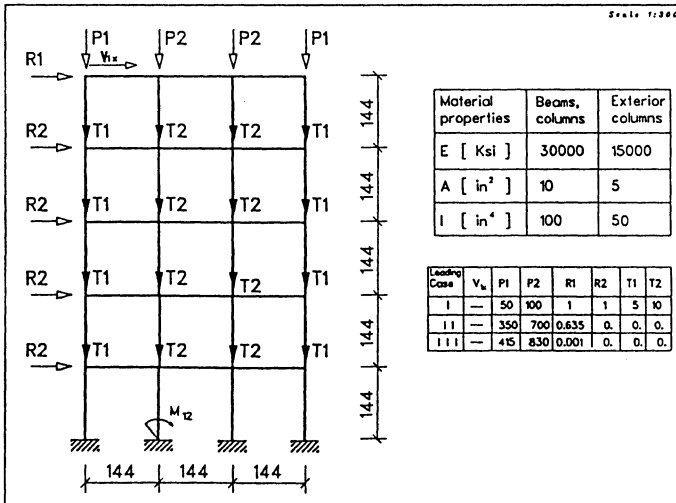 Scale 1:300
P1 P2 P2 P1
V1x
R1
R2 T1 T2 T2 T1
R2 T1 T2 T2 T1
R2 T1 T2 T2 T1
R2 T1 T2 T2 T1
M12
144 144 144
144
144
144
144
144
Material properties Beams, columns Exterior columns
E [ Ksi ] 30000 15000
A [ in² ] 10 5
I [ in⁴ ] 100 50
Loading Case V1x P1 P2 R1 R2 T1 T2
I — 50 100 1 1 5 10
II — 350 700 0.635 0. 0. 0.
III — 415 830 0.001 0. 0. 0.